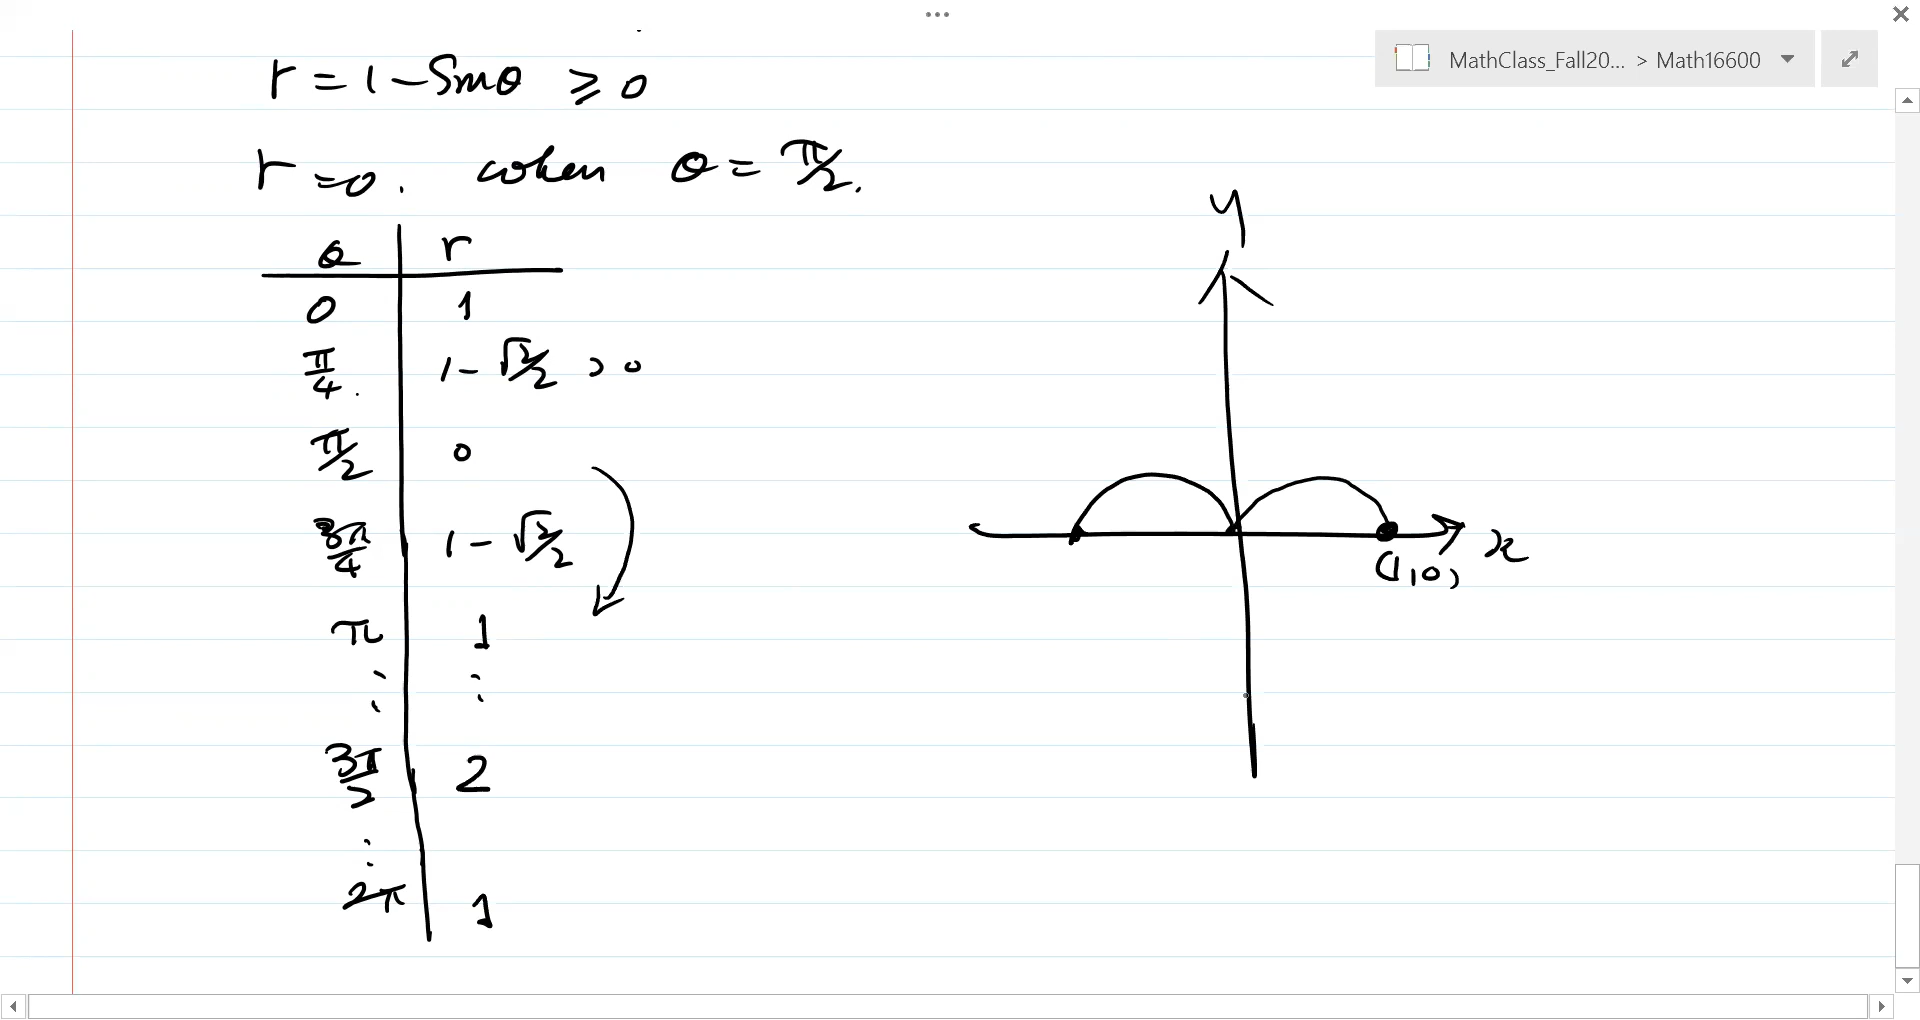 MathClass_Fall20... > Math16600
r = 1 - Sinθ ⩾ 0
r = 0. when θ = π/2.
θ r
0 1
π/4. 1 - √2/2 > 0
π/2 0
3π/4 1 - √2/2
π 1
⋮ ⋮
3π/2 2
⋮
2π 1
y
x
(1,0)